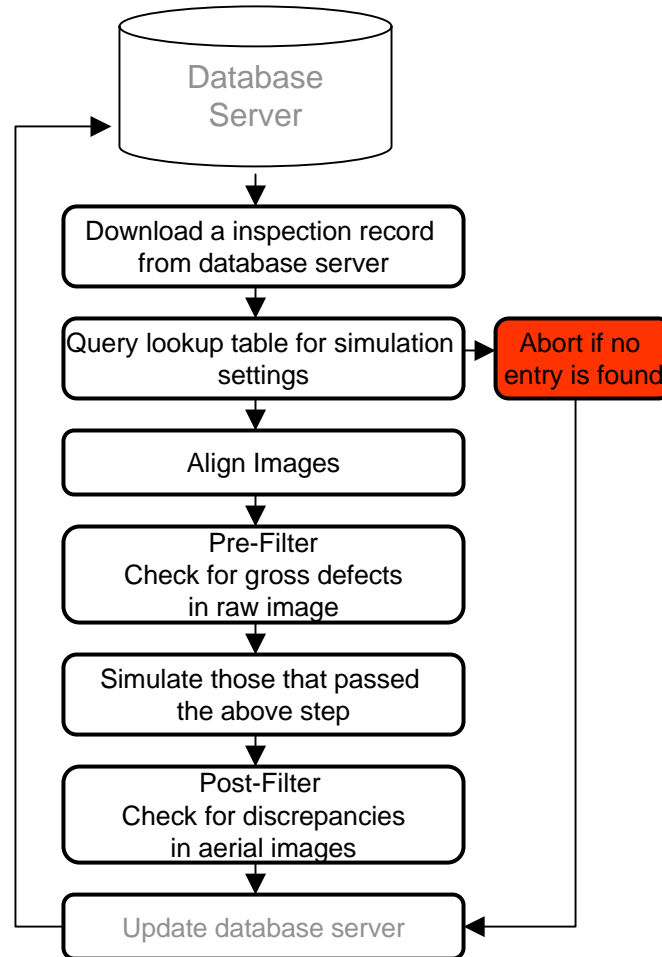 Database
Server
Download a inspection record
from database server
Query lookup table for simulation
settings
Abort if no
entry is found
Align Images
Pre-Filter
Check for gross defects
in raw image
Simulate those that passed
the above step
Post-Filter
Check for discrepancies
in aerial images
Update database server